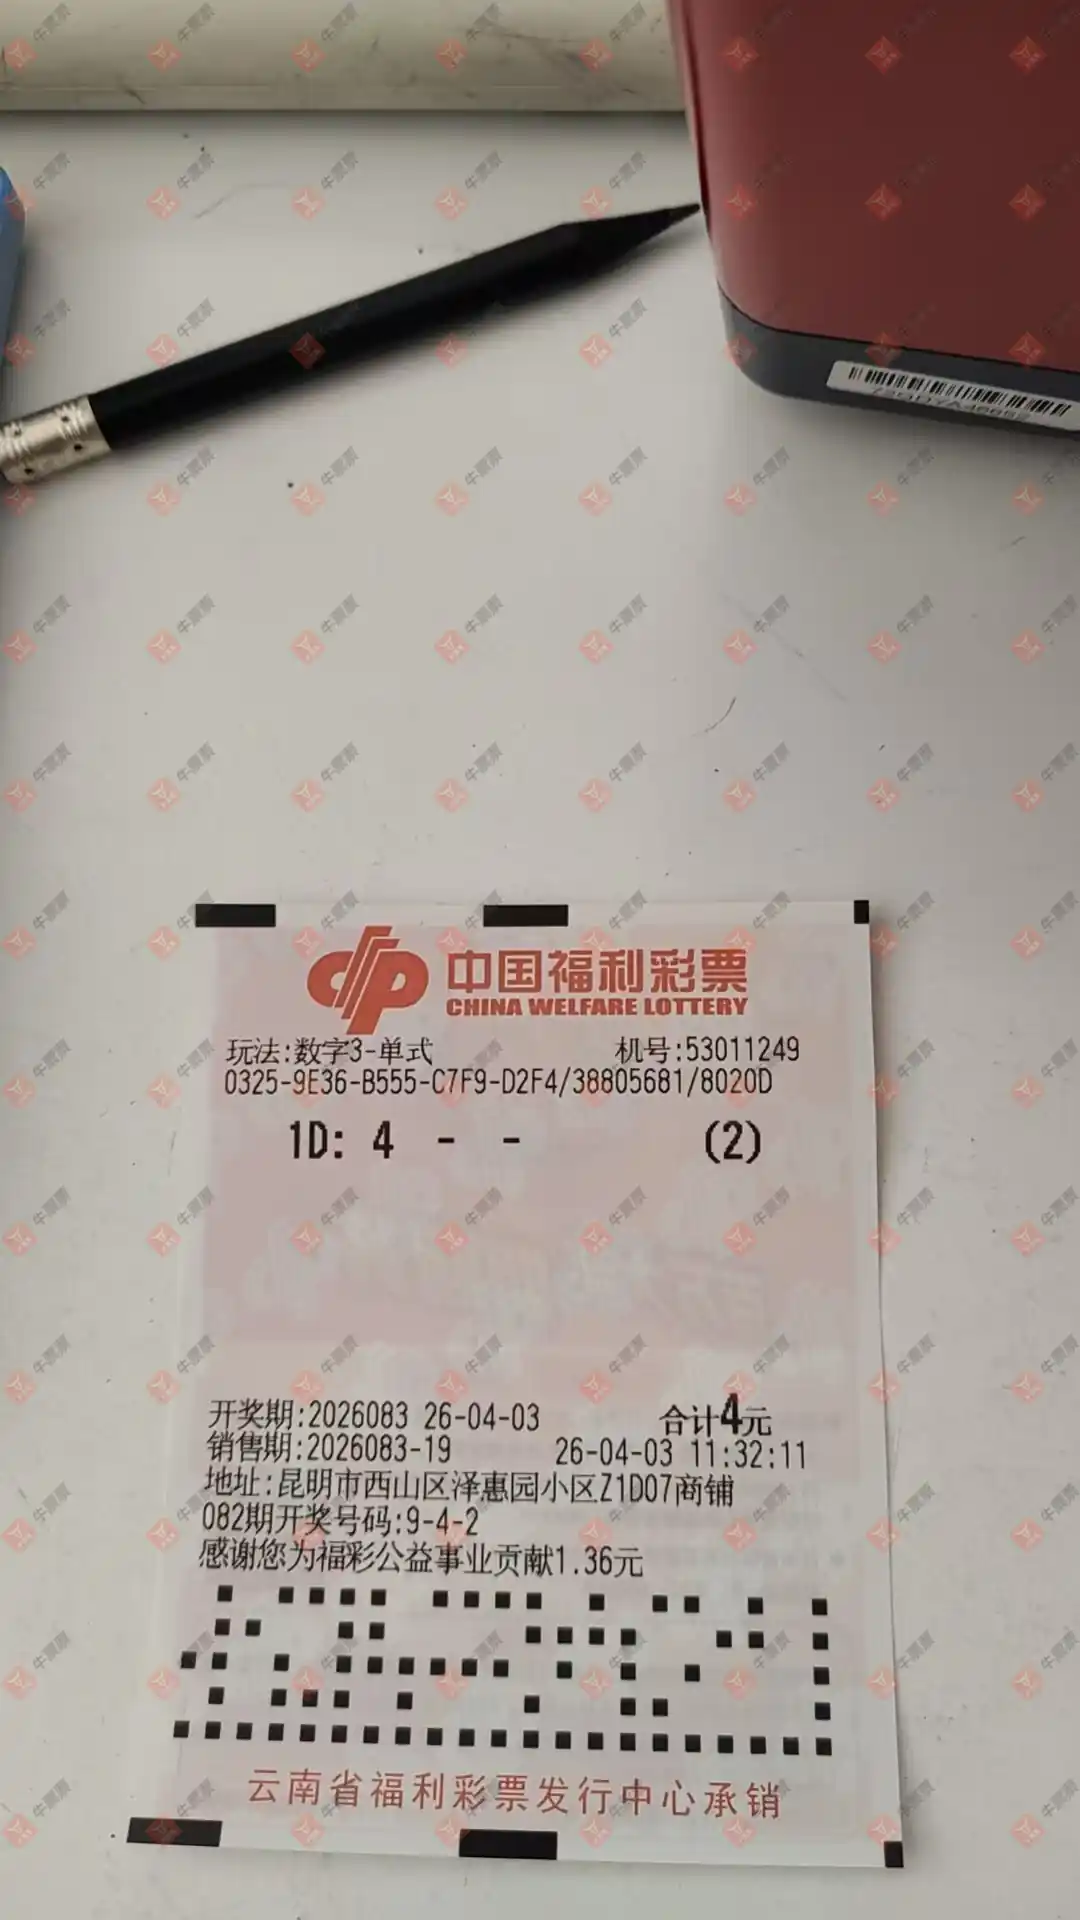 中国福利彩票
CHINA WELFARE LOTTERY
玩法:数字3-单式 机号:53011249
0325-9E36-B555-C7F9-D2F4/38805681/8020D
1D: 4 - - (2)
开奖期:2026083 26-04-03 合计4元
销售期:2026083-19 26-04-03 11:32:11
地址:昆明市西山区泽惠园小区Z1D07商铺
082期开奖号码:9-4-2
感谢您为福彩公益事业贡献1.36元
云南省福利彩票发行中心承销
牛票票